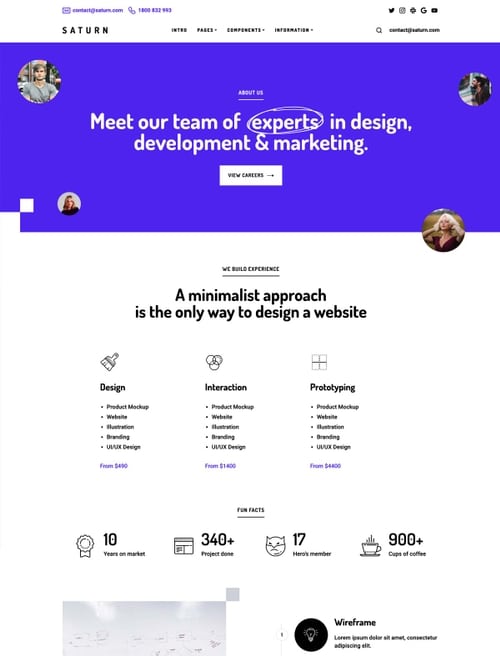 contact@saturn.com 1800 832 993
SATURN INTRO PAGES COMPONENTS INFORMATION contact@saturn.com
ABOUT US
Meet our team of experts in design,
development & marketing.
VIEW CAREERS
WE BUILD EXPERIENCE
A minimalist approach
is the only way to design a website
Design Interaction Prototyping
• Product Mockup • Product Mockup • Product Mockup
• Website • Website • Website
• Illustration • Illustration • Illustration
• Branding • Branding • Branding
• UI/UX Design • UI/UX Design • UI/UX Design
From $490 From $1400 From $4400
FUN FACTS
10 340+ 17 900+
Years on market Project done Hero's member Cups of coffee
Wireframe
Lorem ipsum dolor sit amet, consectetur
adipiscing elit.